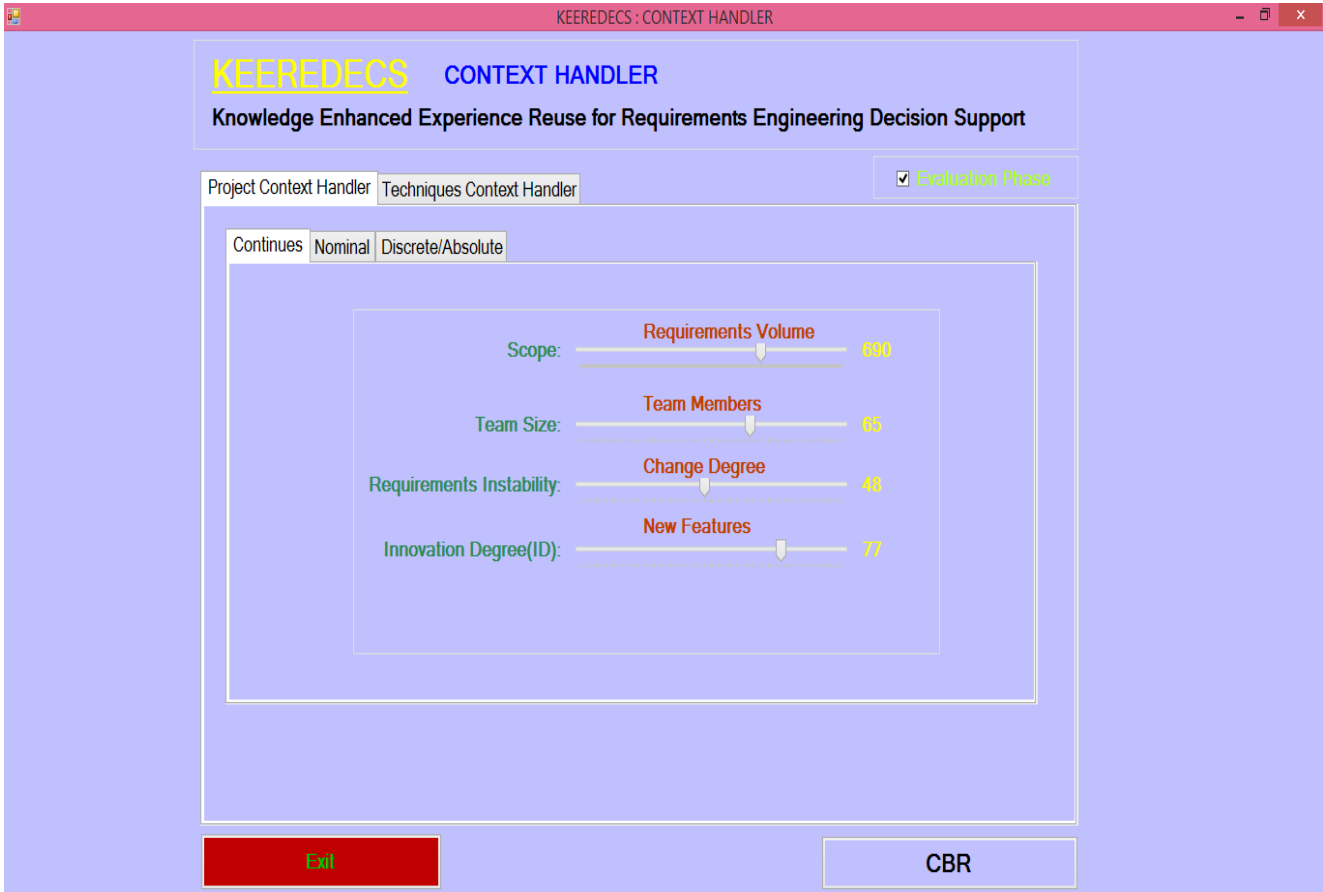 KEEREDECS : CONTEXT HANDLER
KEEREDECS CONTEXT HANDLER
Knowledge Enhanced Experience Reuse for Requirements Engineering Decision Support
Project Context Handler Techniques Context Handler Evaluation Phase
Continues Nominal Discrete/Absolute
Requirements Volume
Scope: 690
Team Members
Team Size: 65
Change Degree
Requirements Instability: 48
New Features
Innovation Degree(ID): 77
Exit CBR